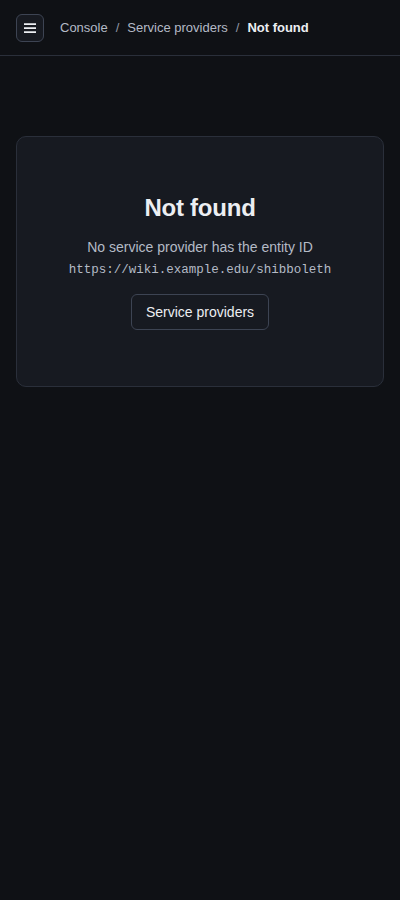 Console / Service providers / Not found
Not found
No service provider has the entity ID
https://wiki.example.edu/shibboleth
Service providers